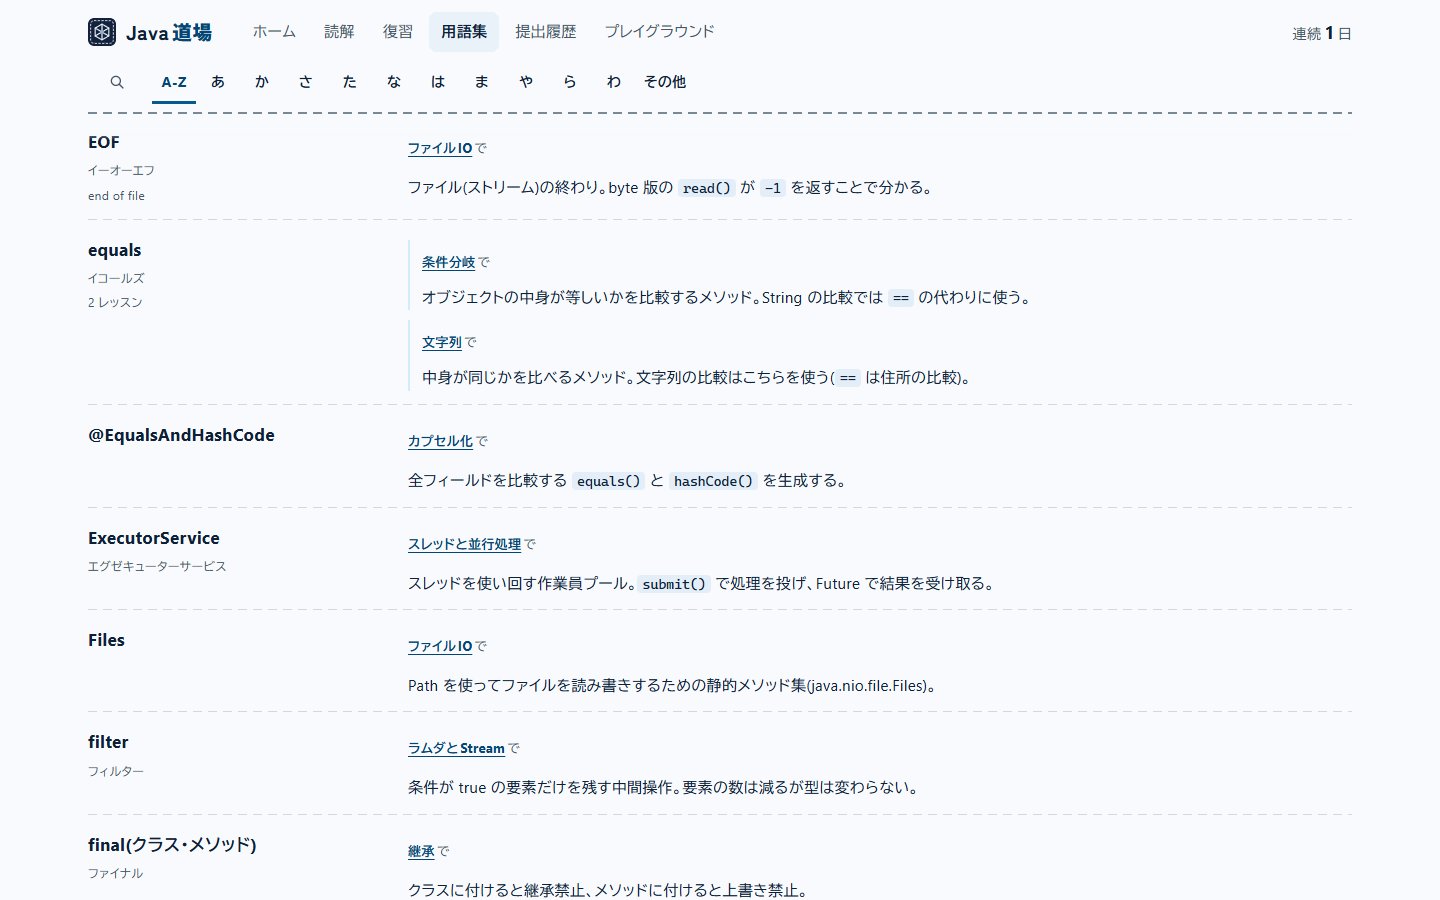 Java 道場
ホーム 読解 復習 用語集 提出履歴 プレイグラウンド
連続 1 日
A-Z あ か さ た な は ま や ら わ その他
EOF
イーオーエフ
end of file
ファイル IO で
ファイル(ストリーム)の終わり。byte 版の read() が -1 を返すことで分かる。
equals
イコールズ
2 レッスン
条件分岐 で
オブジェクトの中身が等しいかを比較するメソッド。String の比較では == の代わりに使う。
文字列 で
中身が同じかを比べるメソッド。文字列の比較はこちらを使う( == は住所の比較)。
@EqualsAndHashCode
カプセル化 で
全フィールドを比較する equals() と hashCode() を生成する。
ExecutorService
エグゼキューターサービス
スレッドと並行処理 で
スレッドを使い回す作業員プール。submit() で処理を投げ、Future で結果を受け取る。
Files
ファイル IO で
Path を使ってファイルを読み書きするための静的メソッド集(java.nio.file.Files)。
filter
フィルター
ラムダと Stream で
条件が true の要素だけを残す中間操作。要素の数は減るが型は変わらない。
final(クラス・メソッド)
ファイナル
継承 で
クラスに付けると継承禁止、メソッドに付けると上書き禁止。